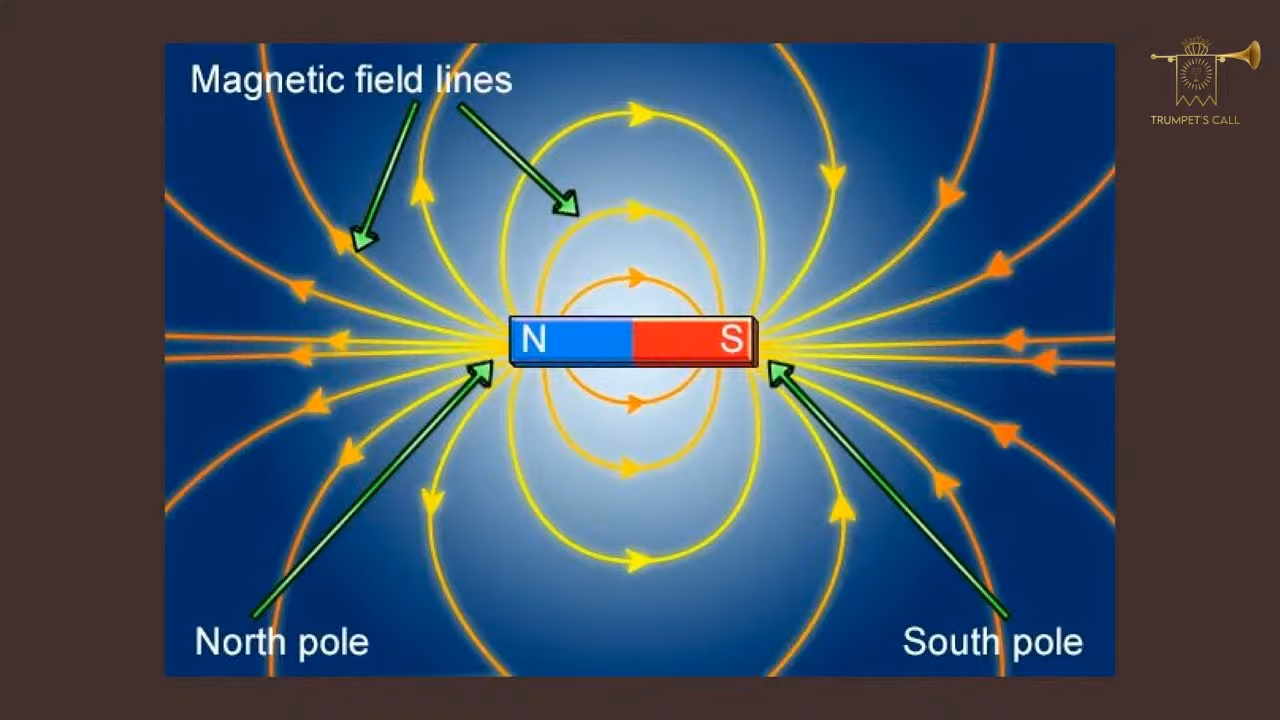 Magnetic field lines
TRUMPET'S CALL
N
S
North pole
South pole